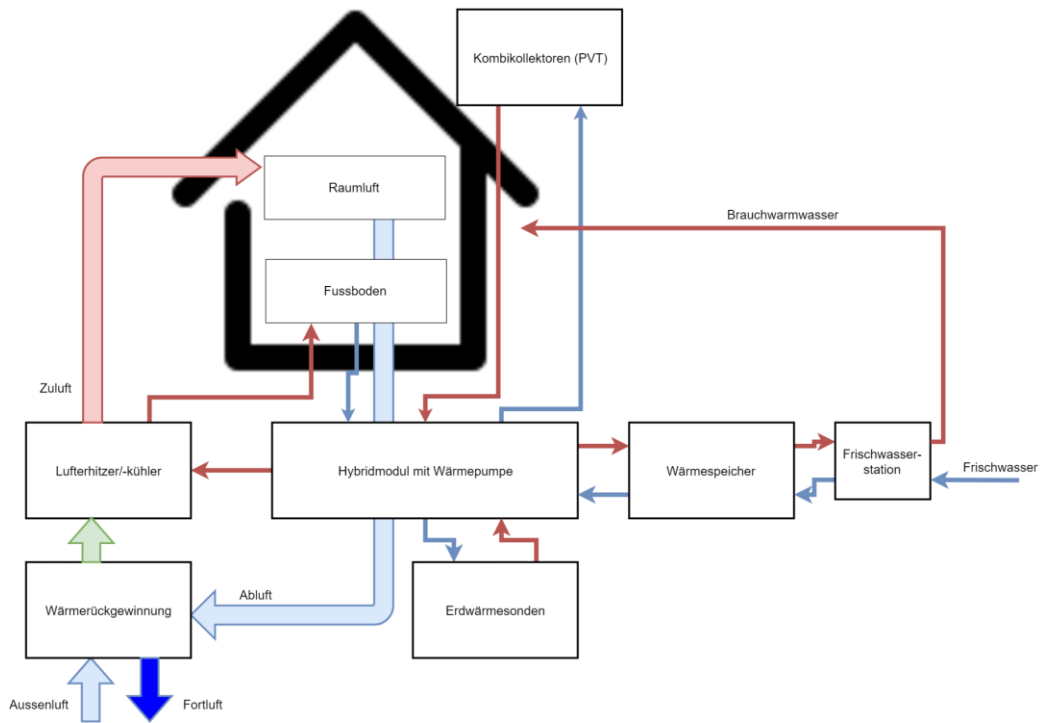 Kombikollektoren (PVT)
Raumluft
Brauchwarmwasser
Fussboden
Zuluft
Lufterhitzer/-kühler
Hybridmodul mit Wärmepumpe
Wärmespeicher
Frischwasser-
station
Frischwasser
Wärmerückgewinnung
Abluft
Erdwärmesonden
Aussenluft
Fortluft